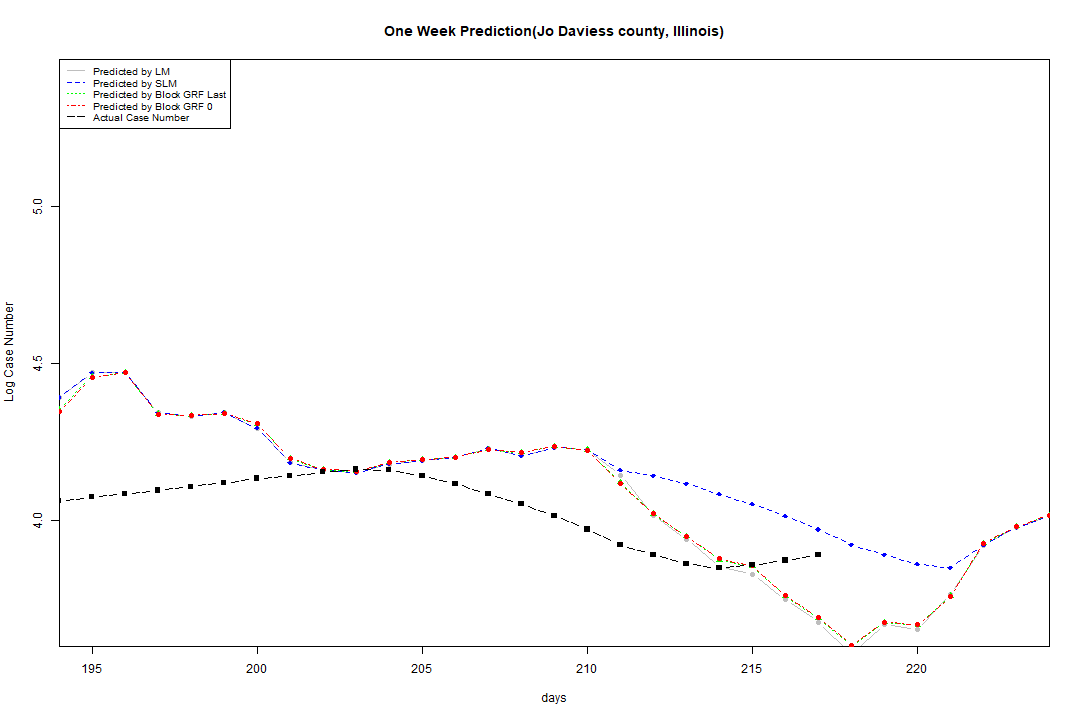 One Week Prediction(Jo Daviess county, Illinois)
Predicted by LM
Predicted by SLM
Predicted by Block GRF Last
Predicted by Block GRF 0
Actual Case Number
5.0
4.5
4.0
Log Case Number
195 200 205 210 215 220
days